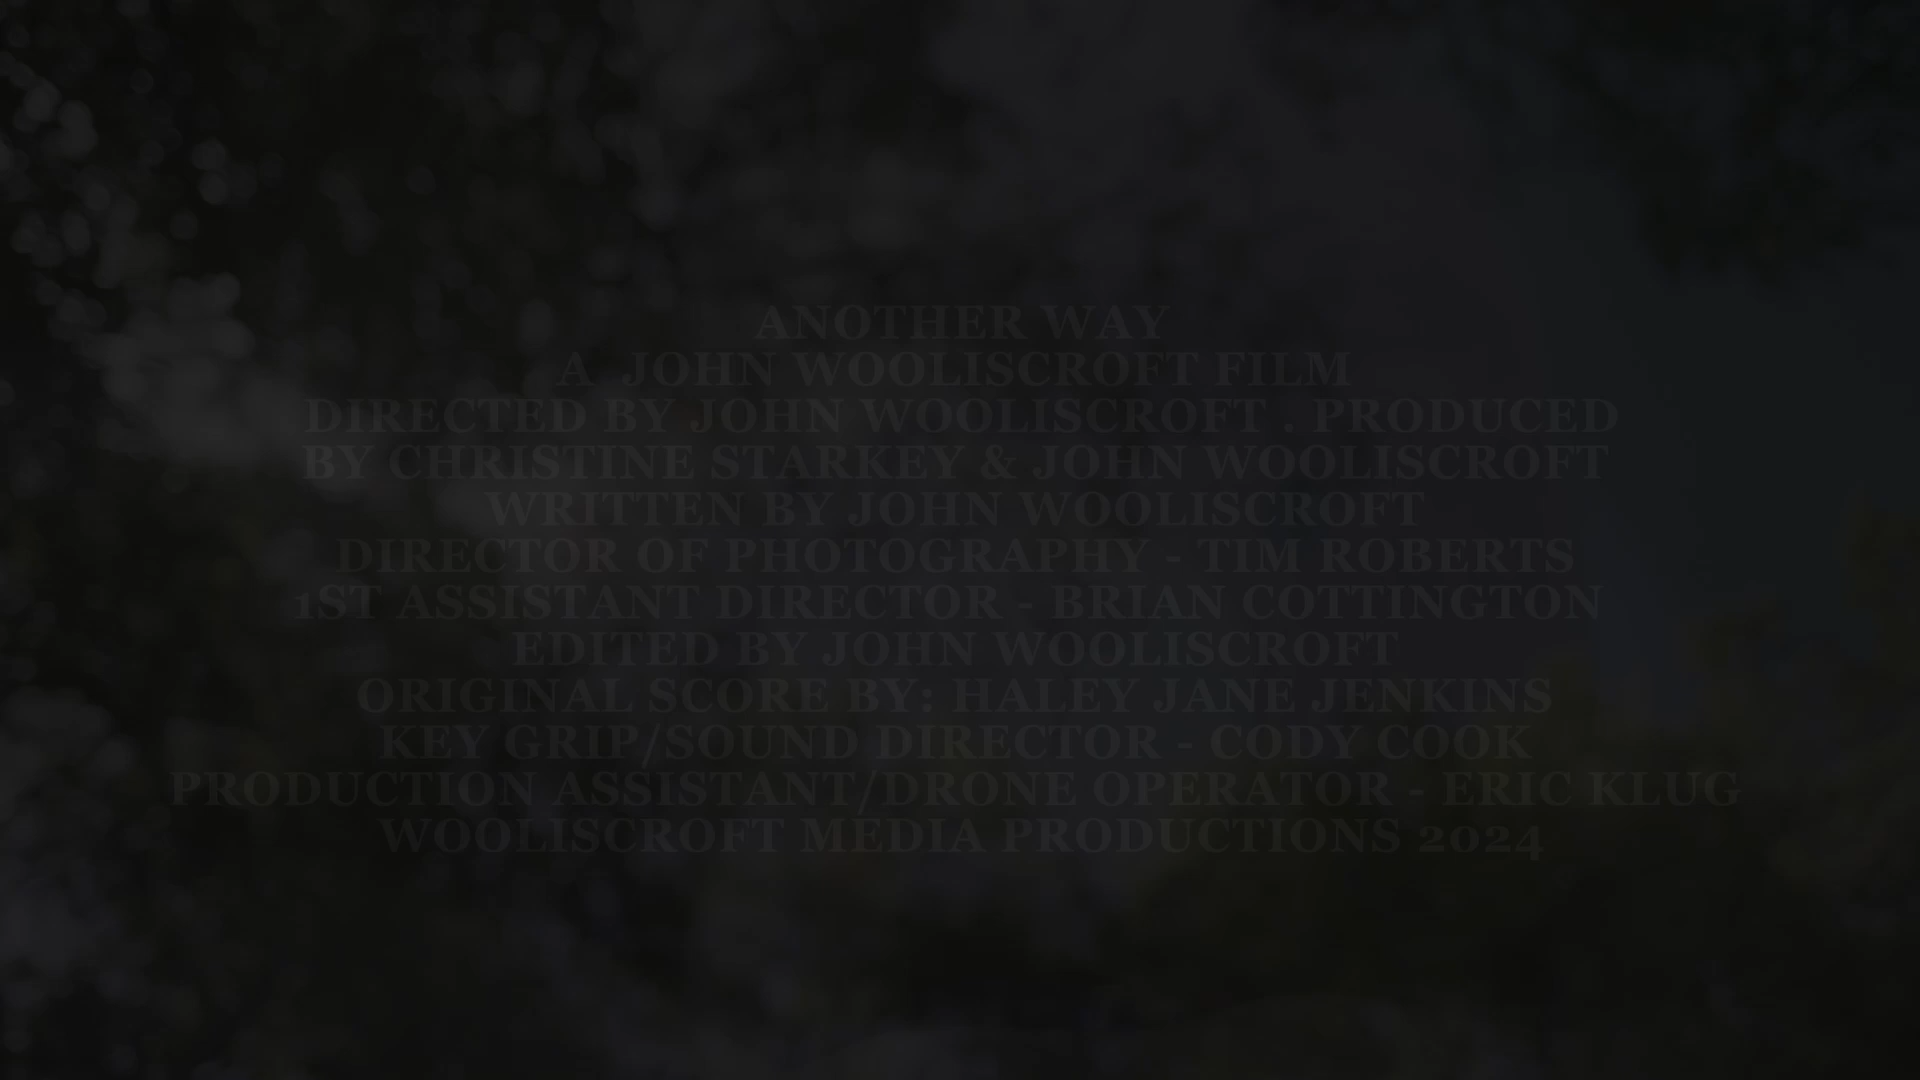 ANOTHER WAY
A JOHN WOOLISCROFT FILM
DIRECTED BY JOHN WOOLISCROFT . PRODUCED
BY CHRISTINE STARKEY & JOHN WOOLISCROFT
WRITTEN BY JOHN WOOLISCROFT
DIRECTOR OF PHOTOGRAPHY - TIM ROBERTS
1ST ASSISTANT DIRECTOR - BRIAN COTTINGTON
EDITED BY JOHN WOOLISCROFT
ORIGINAL SCORE BY: HALEY JANE JENKINS
KEY GRIP/SOUND DIRECTOR - CODY COOK
PRODUCTION ASSISTANT/DRONE OPERATOR - ERIC KLUG
WOOLISCROFT MEDIA PRODUCTIONS 2024